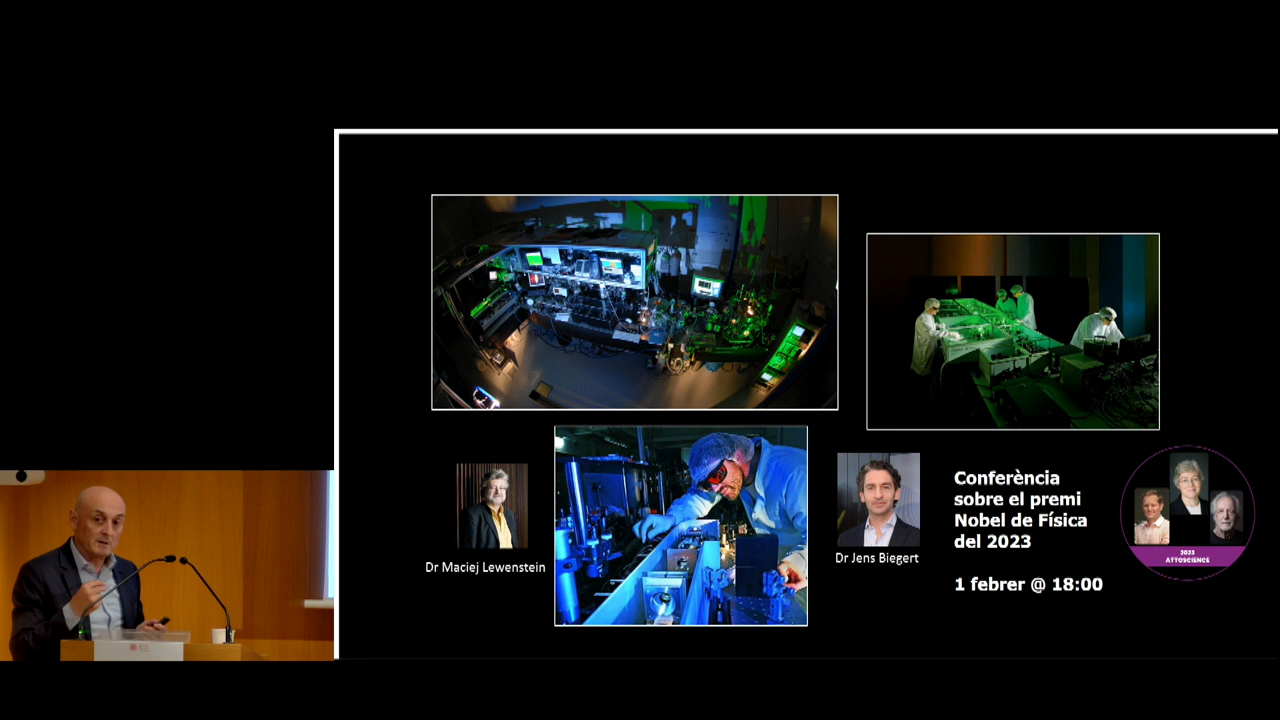 Dr Maciej Lewenstein
Dr Jens Biegert
Conferència
sobre el premi
Nobel de Física
del 2023
1 febrer @ 18:00
2023
ATTOSCIENCE